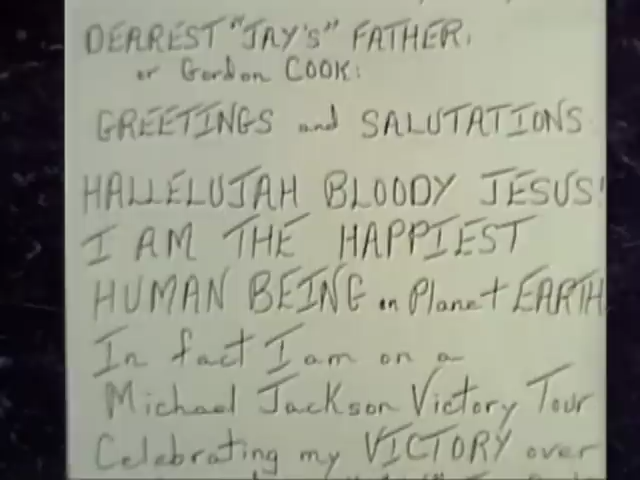 DEAREST "JAY'S" FATHER.
or Gordon COOK:
GREETINGS and SALUTATIONS
HALLELUJAH BLOODY JESUS!
I AM THE HAPPIEST
HUMAN BEING on Planet EARTH
In fact I am on a
Michael Jackson Victory Tour
Celebrating my VICTORY over